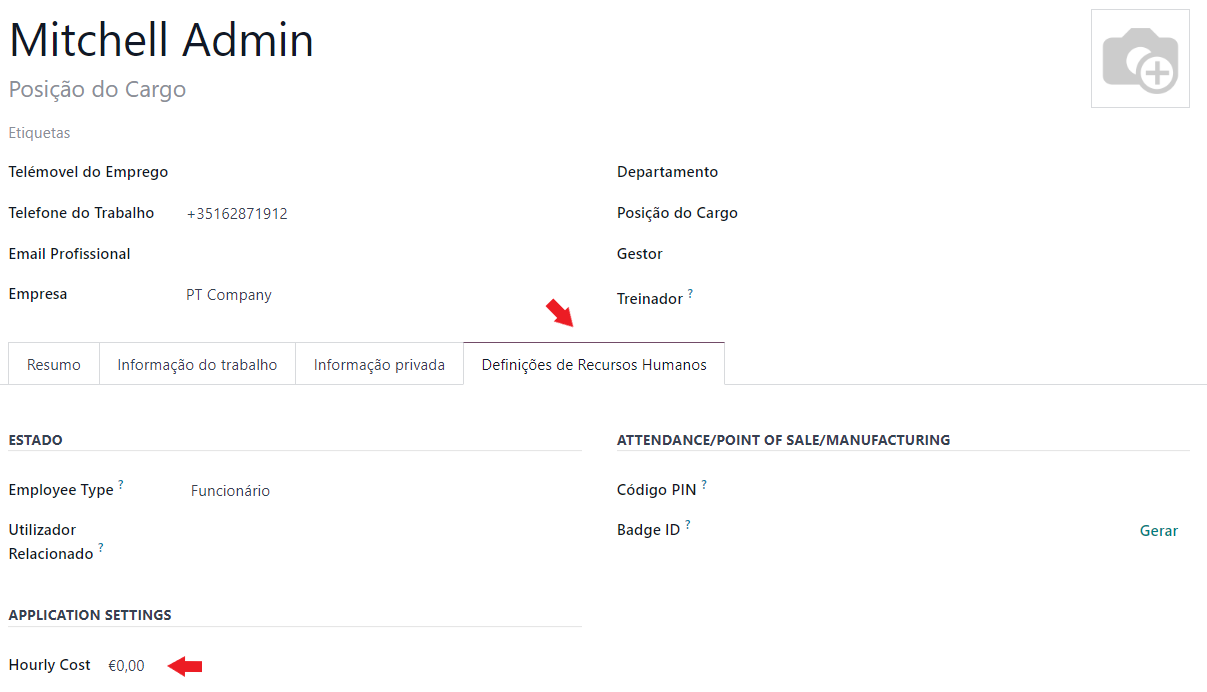 Mitchell Admin
Posição do Cargo
Etiquetas
Telémovel do Emprego
Telefone do Trabalho +35162871912
Email Profissional
Empresa PT Company
Departamento
Posição do Cargo
Gestor
Treinador ?
Resumo Informação do trabalho Informação privada Definições de Recursos Humanos
ESTADO
Employee Type ? Funcionário
Utilizador
Relacionado ?
ATTENDANCE/POINT OF SALE/MANUFACTURING
Código PIN ?
Badge ID ? Gerar
APPLICATION SETTINGS
Hourly Cost €0,00